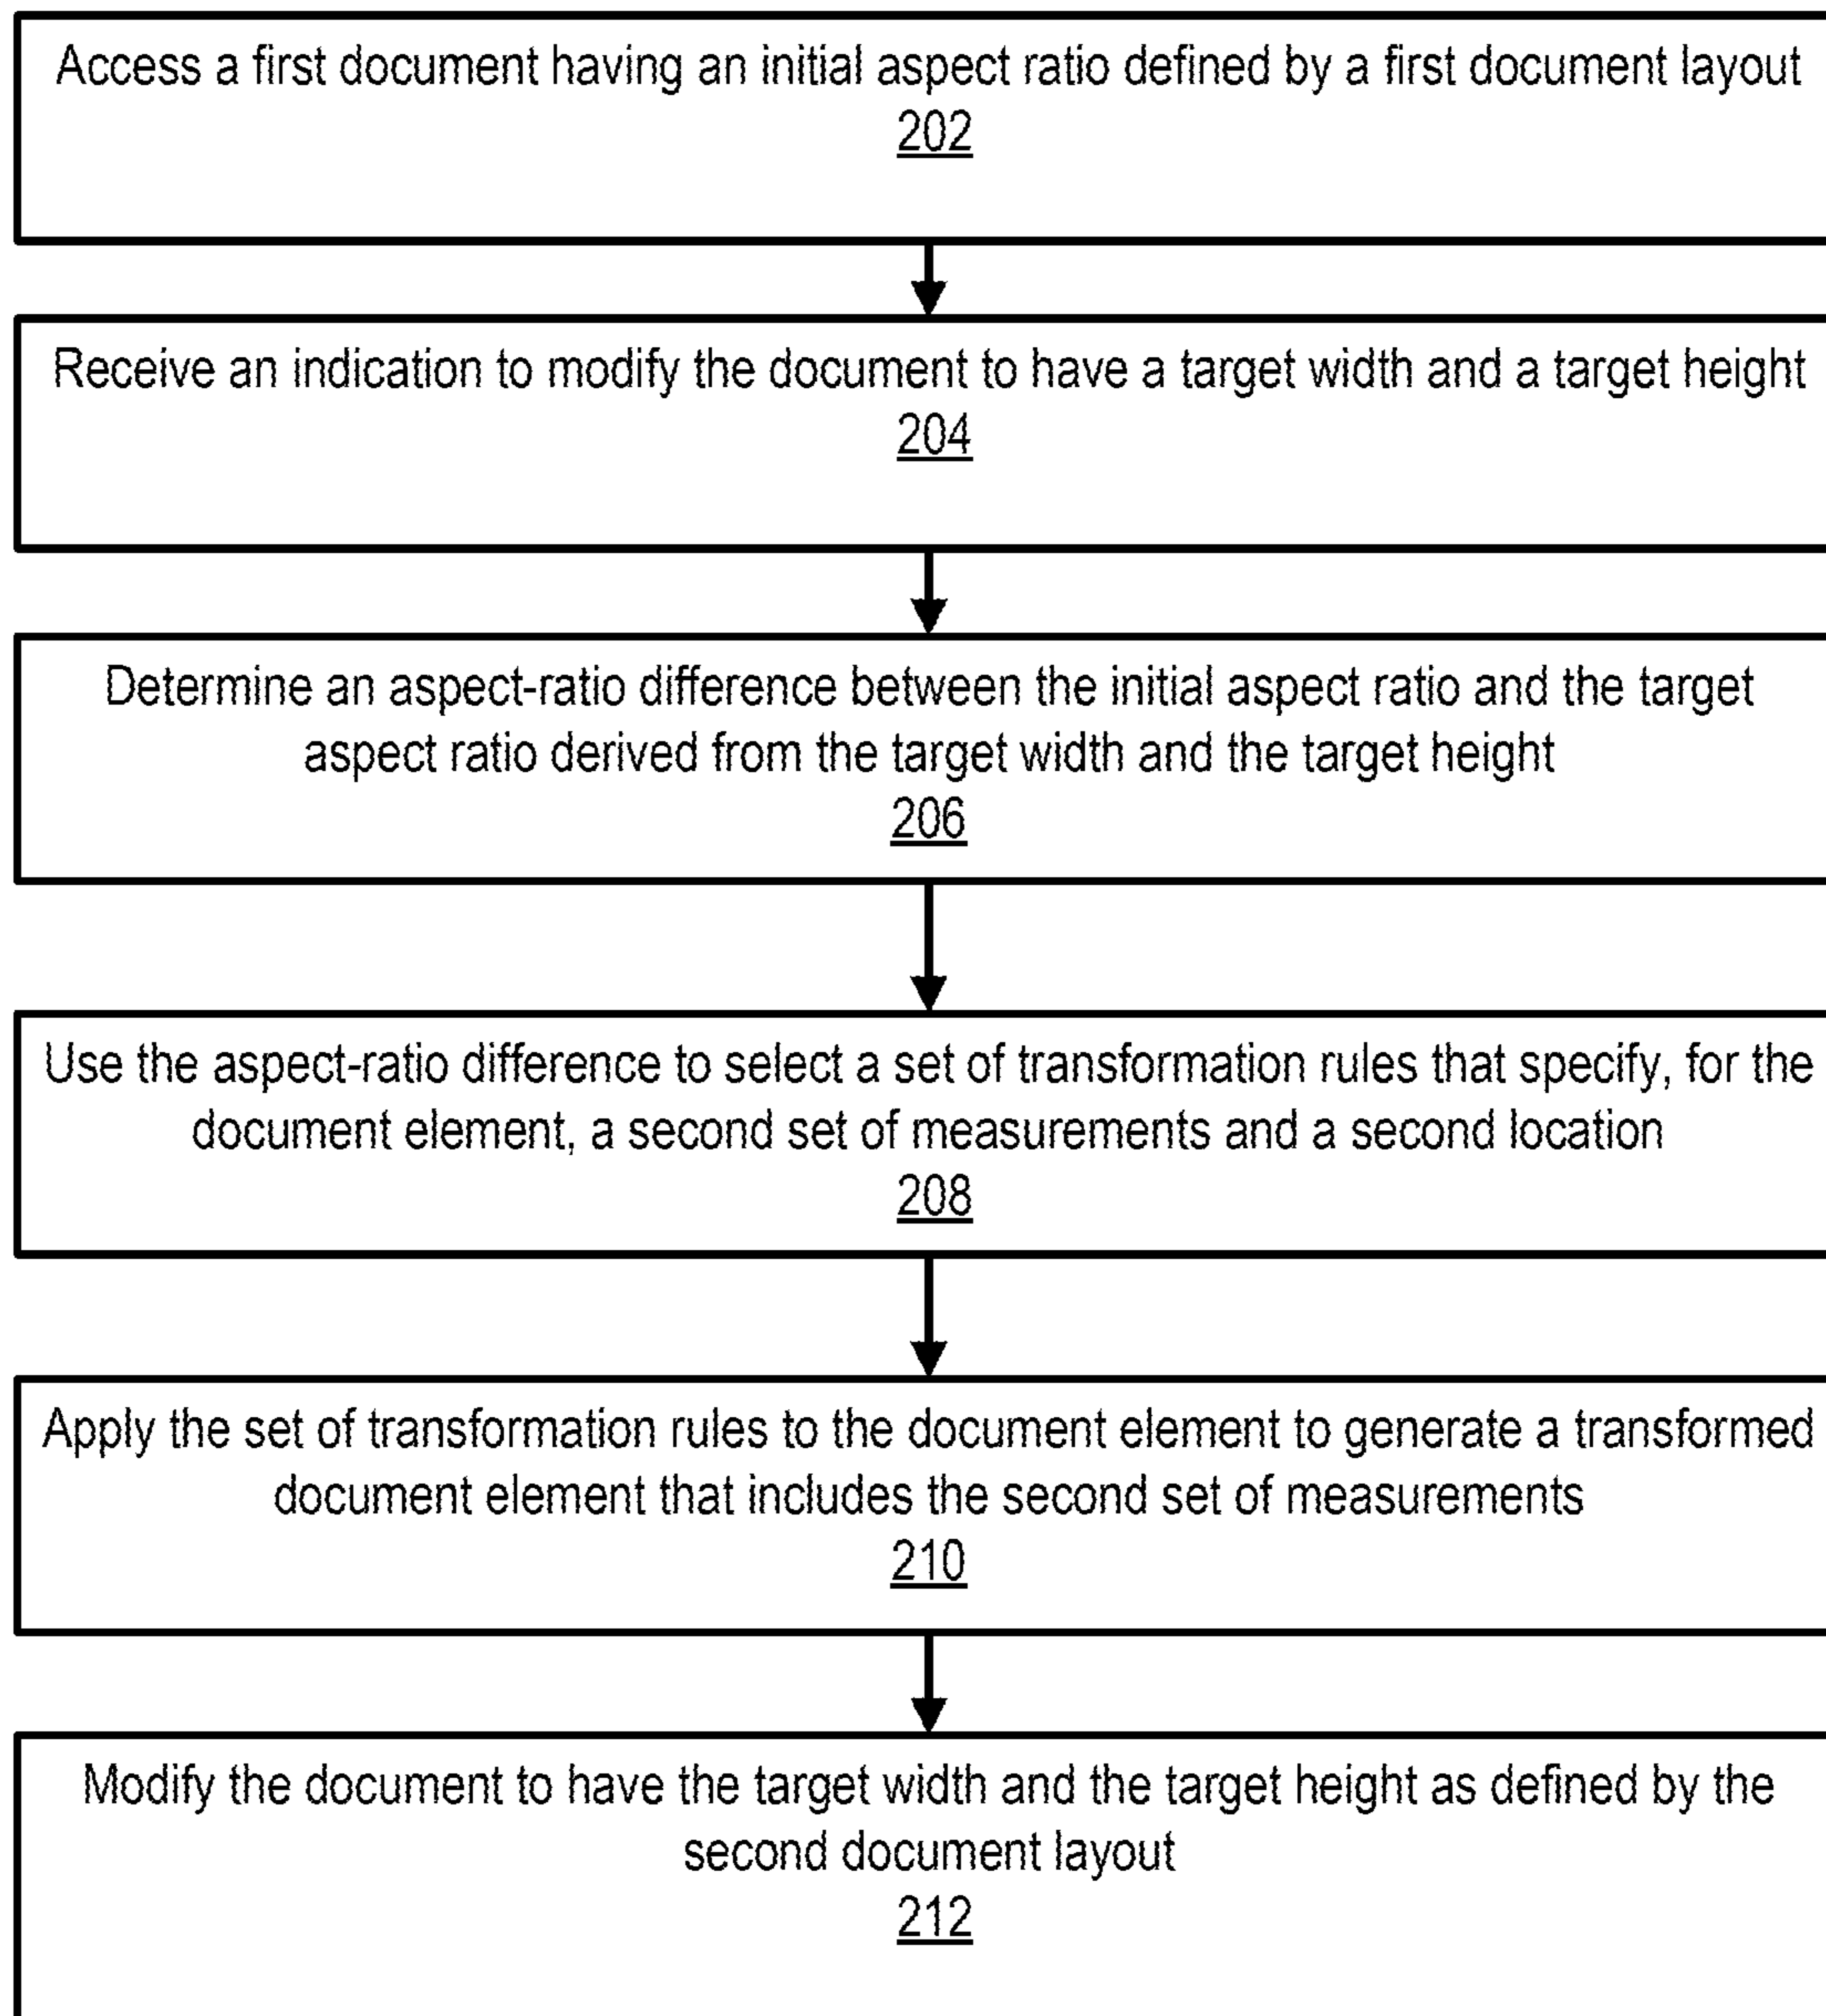 Access a first document having an initial aspect ratio defined by a first document layout
202
Receive an indication to modify the document to have a target width and a target height
204
Determine an aspect-ratio difference between the initial aspect ratio and the target
aspect ratio derived from the target width and the target height
206
Use the aspect-ratio difference to select a set of transformation rules that specify, for the
document element, a second set of measurements and a second location
208
Apply the set of transformation rules to the document element to generate a transformed
document element that includes the second set of measurements
210
Modify the document to have the target width and the target height as defined by the
second document layout
212